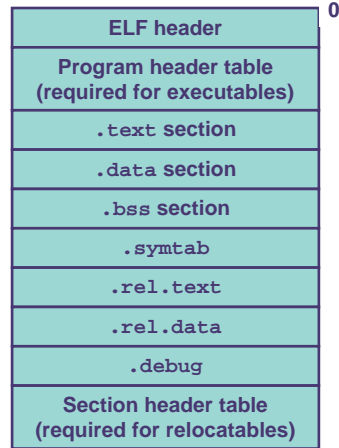 0
ELF header
Program header table
(required for executables)
.text section
.data section
.bss section
.symtab
.rel.text
.rel.data
.debug
Section header table
(required for relocatables)